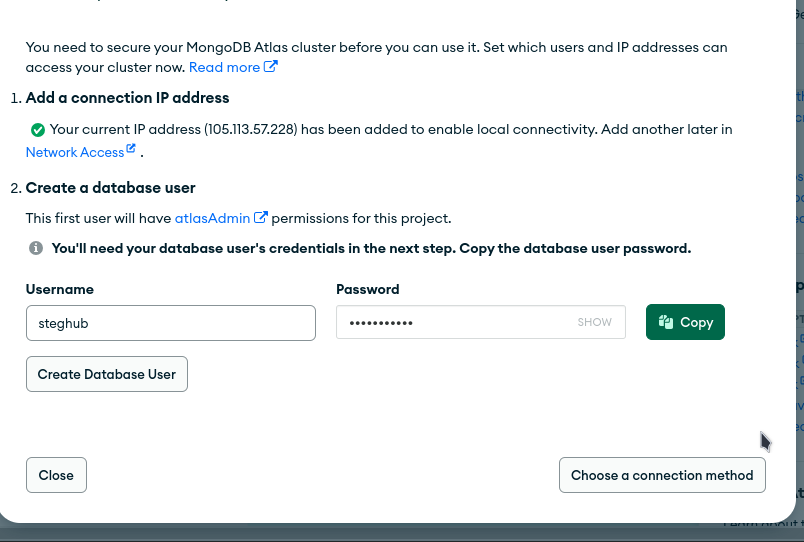 You need to secure your MongoDB Atlas cluster before you can use it. Set which users and IP addresses can
access your cluster now. Read more
1. Add a connection IP address
Your current IP address (105.113.57.228) has been added to enable local connectivity. Add another later in
Network Access .
2. Create a database user
This first user will have atlasAdmin permissions for this project.
You'll need your database user's credentials in the next step. Copy the database user password.
Username Password
steghub ••••••••••• SHOW Copy
Create Database User
Close Choose a connection method